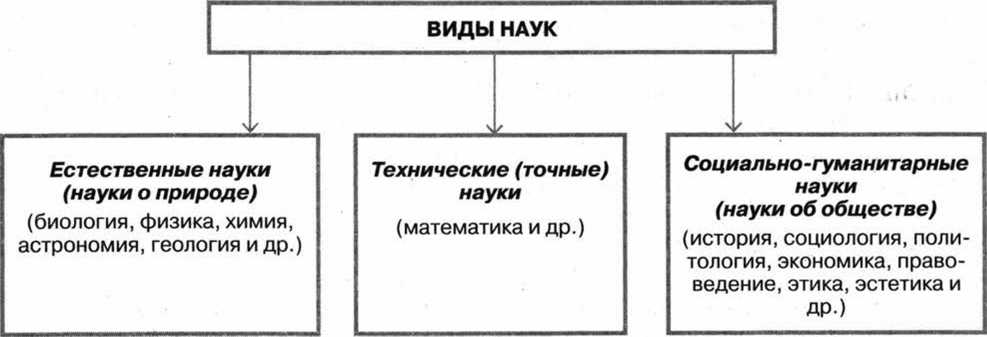 ВИДЫ НАУК
Естественные науки
(науки о природе)
(биология, физика, химия,
астрономия, геология и др.)
Технические (точные)
науки
(математика и др.)
Социально-гуманитарные
науки
(науки об обществе)
(история, социология, поли-
тология, экономика, право-
ведение, этика, эстетика и
др.)